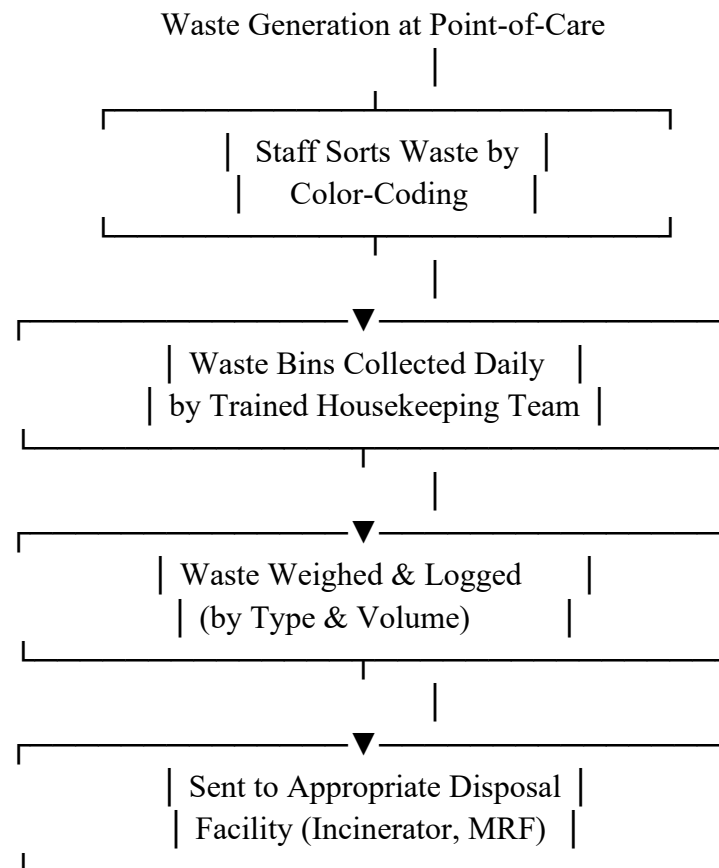 Waste Generation at Point-of-Care
Staff Sorts Waste by
Color-Coding
Waste Bins Collected Daily
by Trained Housekeeping Team
Waste Weighed & Logged
(by Type & Volume)
Sent to Appropriate Disposal
Facility (Incinerator, MRF)